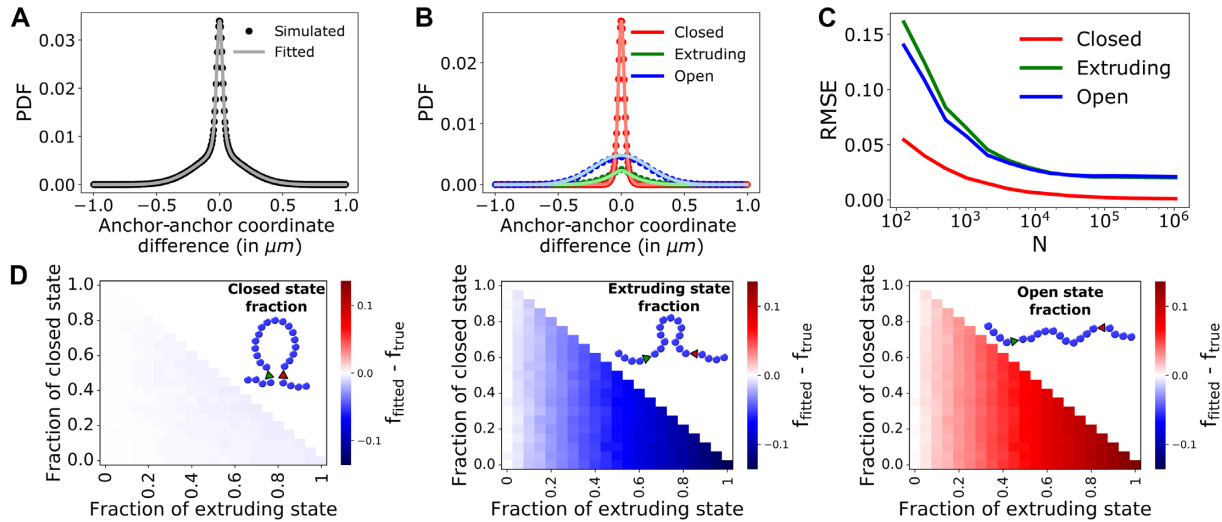 A
PDF
0.03
0.02
0.01
0.00
Simulated
Fitted
−1.0
−0.5
0.0
0.5
1.0
Anchor-anchor coordinate
difference (in μm)
B
PDF
0.02
0.01
0.00
Closed
Extruding
Open
−1.0
−0.5
0.0
0.5
1.0
Anchor-anchor coordinate
difference (in μm)
C
RMSE
0.15
0.10
0.05
0.00
Closed
Extruding
Open
10²
10³
10⁴
10⁵
10⁶
N
D
Fraction of closed state
1.0
0.8
0.6
0.4
0.2
0.0
Closed state
fraction
0
0.2
0.4
0.6
0.8
1
Fraction of extruding state
0.1
0.0
−0.1
f_fitted - f_true
Fraction of closed state
1.0
0.8
0.6
0.4
0.2
0.0
Extruding state
fraction
0
0.2
0.4
0.6
0.8
1
Fraction of extruding state
0.1
0.0
−0.1
f_fitted - f_true
Fraction of closed state
1.0
0.8
0.6
0.4
0.2
0.0
Open state
fraction
0
0.2
0.4
0.6
0.8
1
Fraction of extruding state
0.1
0.0
−0.1
f_fitted - f_true